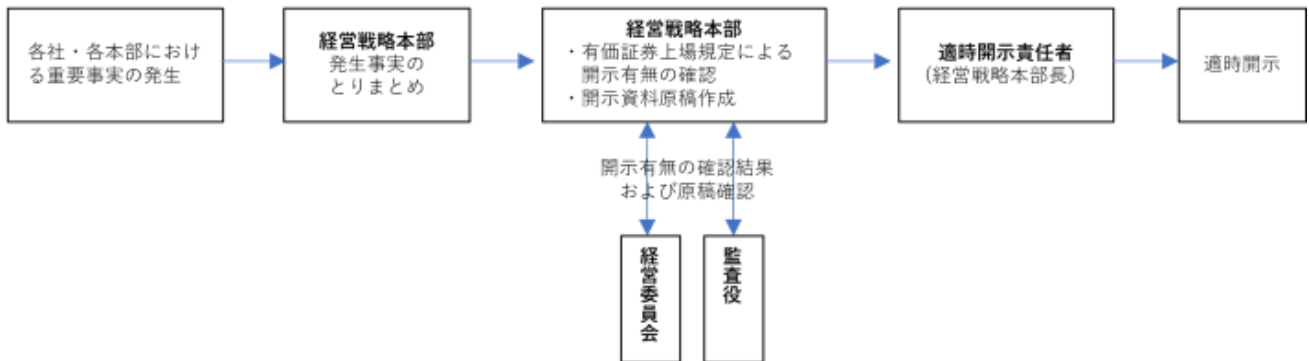 各社・各本部におけ
る重要事実の発生
経営戦略本部
発生事実の
とりまとめ
経営戦略本部
・有価証券上場規定による
開示有無の確認
・開示資料原稿作成
適時開示責任者
(経営戦略本部長)
適時開示
開示有無の確認結果
および原稿確認
経営委員会
監査役